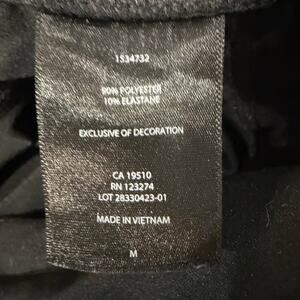 1534732
90% POLYESTER
10% ELASTANE
EXCLUSIVE OF DECORATION
CA 19510
RN 123274
LOT 28330423-01
MADE IN VIETNAM
M